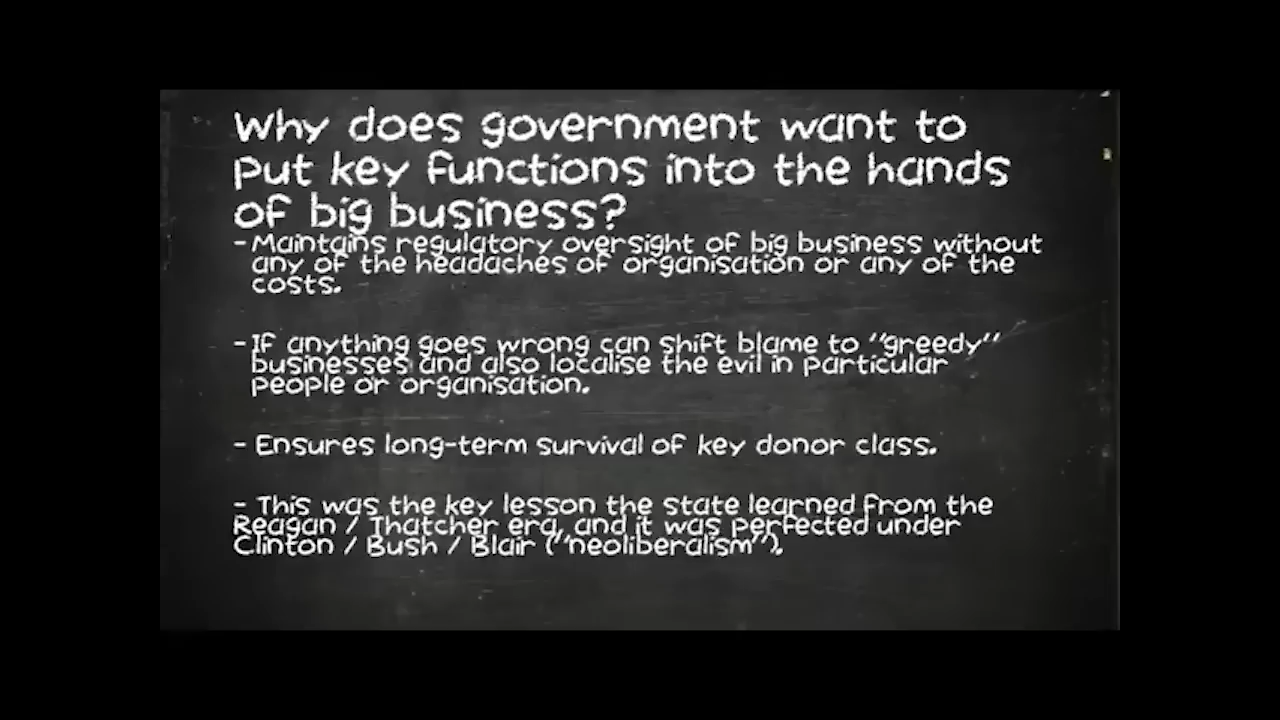 Why does government want to
put key functions into the hands
of big business?
- Maintains regulatory oversight of big business without
any of the headaches of organisation or any of the
costs.
- If anything goes wrong can shift blame to "greedy"
businesses and also localise the evil in particular
people or organisation.
- Ensures long-term survival of key donor class.
- This was the key lesson the state learned from the
Reagan / Thatcher era, and it was perfected under
Clinton / Bush / Blair ("neoliberalism").